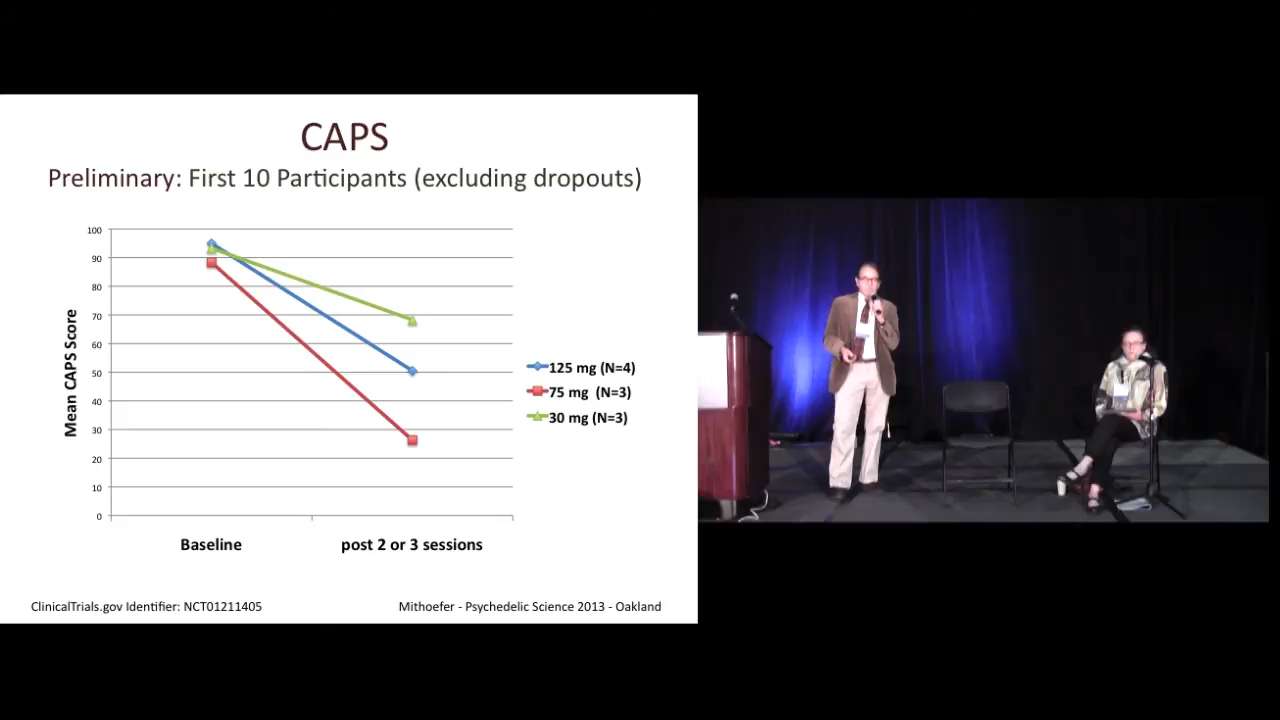 CAPS
Preliminary: First 10 Participants (excluding dropouts)
Mean CAPS Score
100
90
80
70
60
50
40
30
20
10
0
Baseline
post 2 or 3 sessions
125 mg (N=4)
75 mg (N=3)
30 mg (N=3)
ClinicalTrials.gov Identifier: NCT01211405
Mithoefer - Psychedelic Science 2013 - Oakland